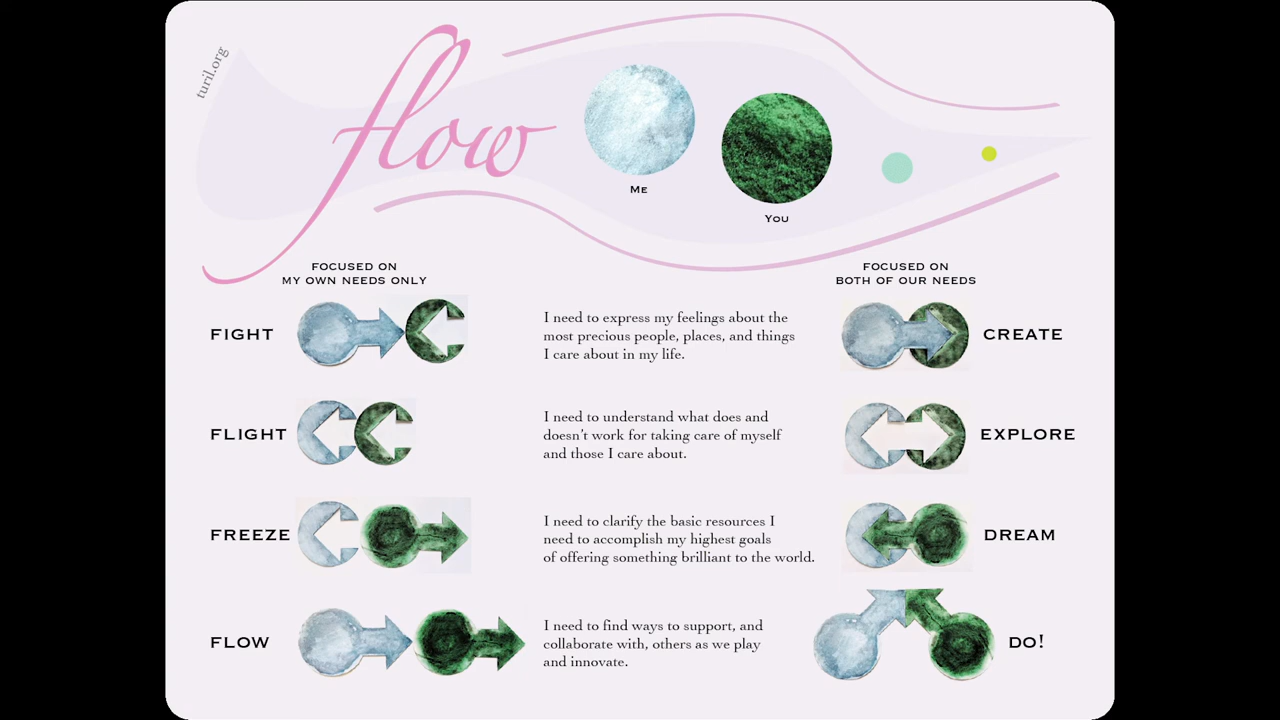 turil.org
flow
Me
You
FOCUSED ON
MY OWN NEEDS ONLY
FOCUSED ON
BOTH OF OUR NEEDS
FIGHT
I need to express my feelings about the
most precious people, places, and things
I care about in my life.
CREATE
FLIGHT
I need to understand what does and
doesn't work for taking care of myself
and those I care about.
EXPLORE
FREEZE
I need to clarify the basic resources I
need to accomplish my highest goals
of offering something brilliant to the world.
DREAM
FLOW
I need to find ways to support, and
collaborate with, others as we play
and innovate.
DO!